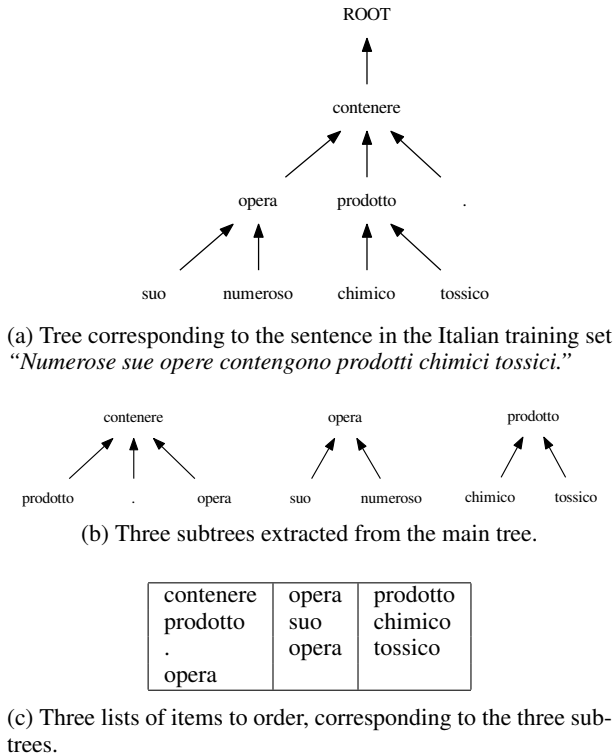 ROOT
contenere
opera prodotto .
suo numeroso chimico tossico
(a) Tree corresponding to the sentence in the Italian training set
“Numerose sue opere contengono prodotti chimici tossici.”
contenere opera prodotto
prodotto . opera suo numeroso chimico tossico
(b) Three subtrees extracted from the main tree.
contenere opera prodotto
prodotto suo chimico
. opera tossico
opera
(c) Three lists of items to order, corresponding to the three sub-
trees.